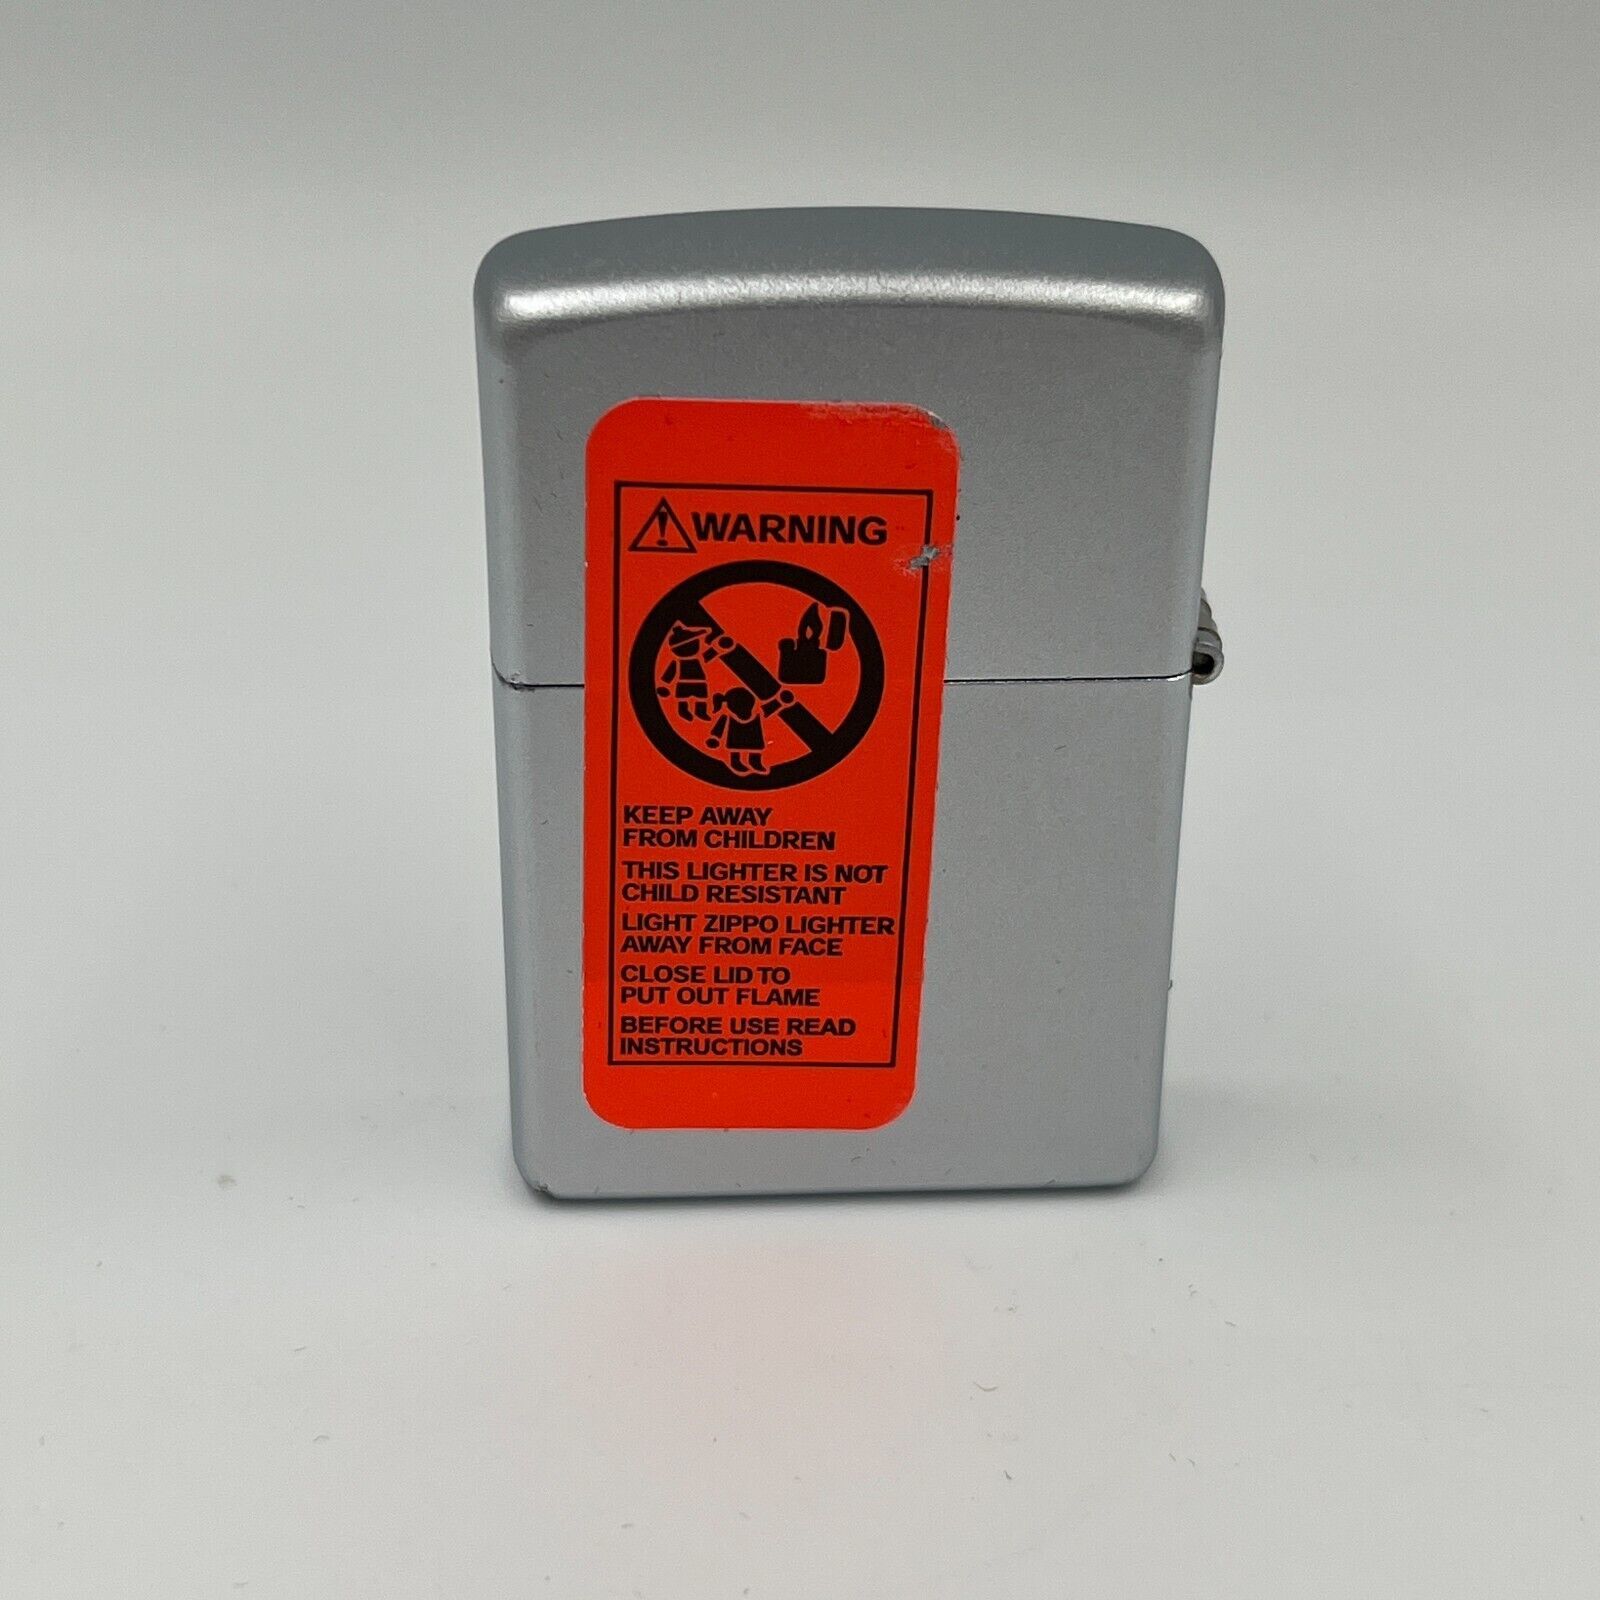 WARNING
KEEP AWAY
FROM CHILDREN
THIS LIGHTER IS NOT
CHILD RESISTANT
LIGHT ZIPPO LIGHTER
AWAY FROM FACE
CLOSE LID TO
PUT OUT FLAME
BEFORE USE READ
INSTRUCTIONS